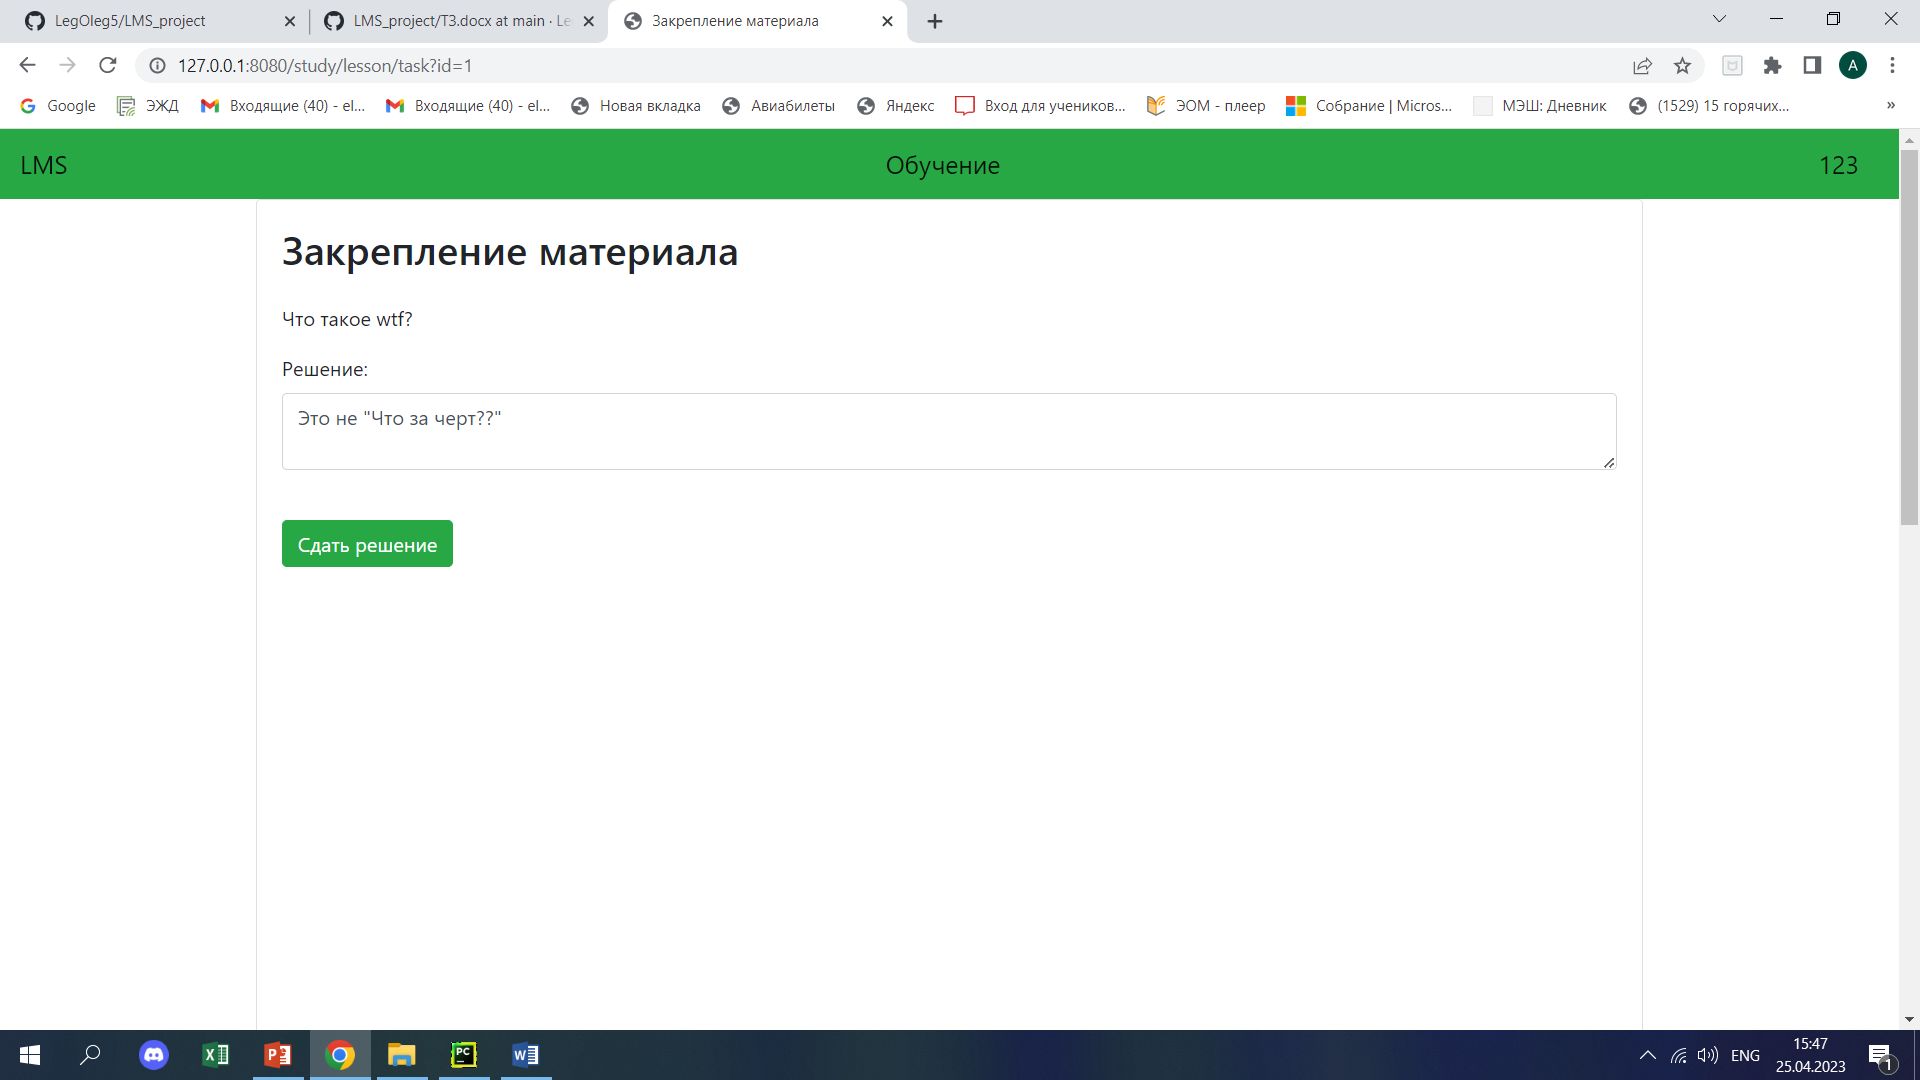 LegOleg5/LMS_project
LMS_project/ТЗ.docx at main · Le
Закрепление материала
127.0.0.1:8080/study/lesson/task?id=1
A
Google
ЭЖД
Входящие (40) - el...
Входящие (40) - el...
Новая вкладка
Авиабилеты
Яндекс
Вход для учеников...
ЭОМ - плеер
Собрание | Micros...
МЭШ: Дневник
(1529) 15 горячих...
»
LMS
Обучение
123
Закрепление материала
Что такое wtf?
Решение:
Это не "Что за черт??"
Сдать решение
ENG
15:47
25.04.2023
1